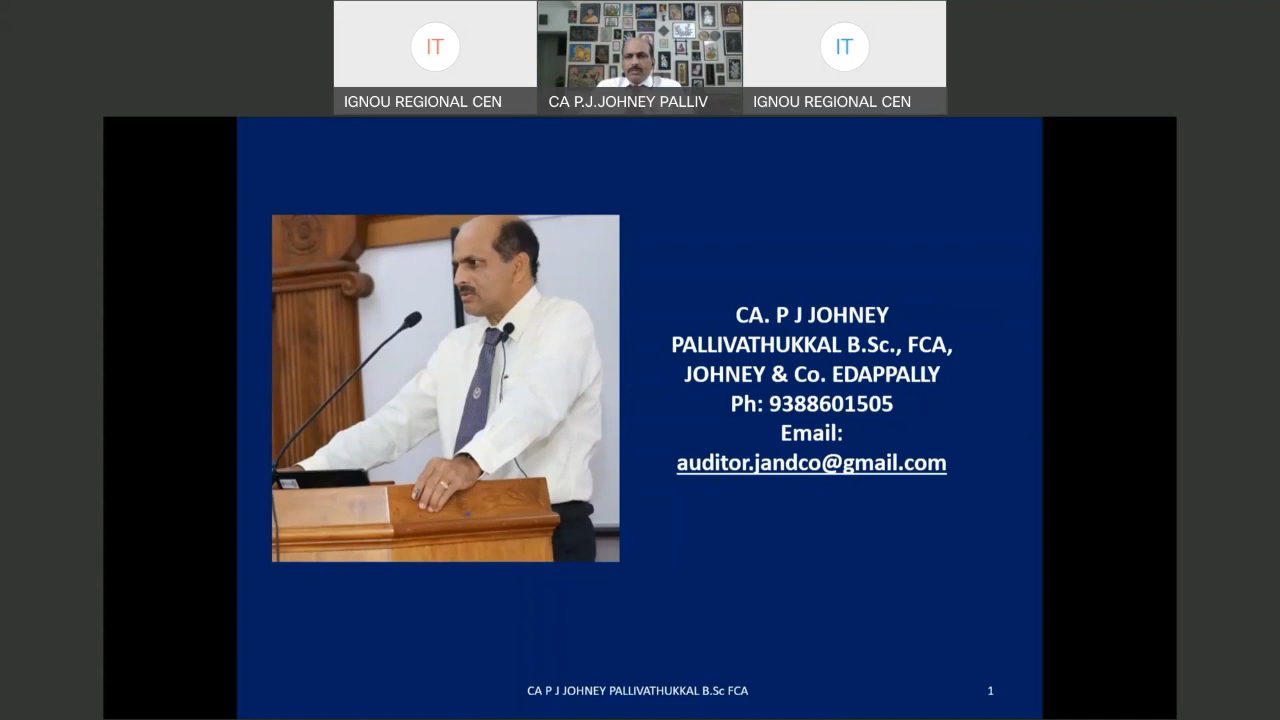 IT
IT
IGNOU REGIONAL CEN
CA P.J.JOHNEY PALLIV
IGNOU REGIONAL CEN
CA. P J JOHNEY
PALLIVATHUKKAL B.Sc., FCA,
JOHNEY & Co. EDAPPALLY
Ph: 9388601505
Email:
auditor.jandco@gmail.com
CA P J JOHNEY PALLIVATHUKKAL B.Sc FCA
1